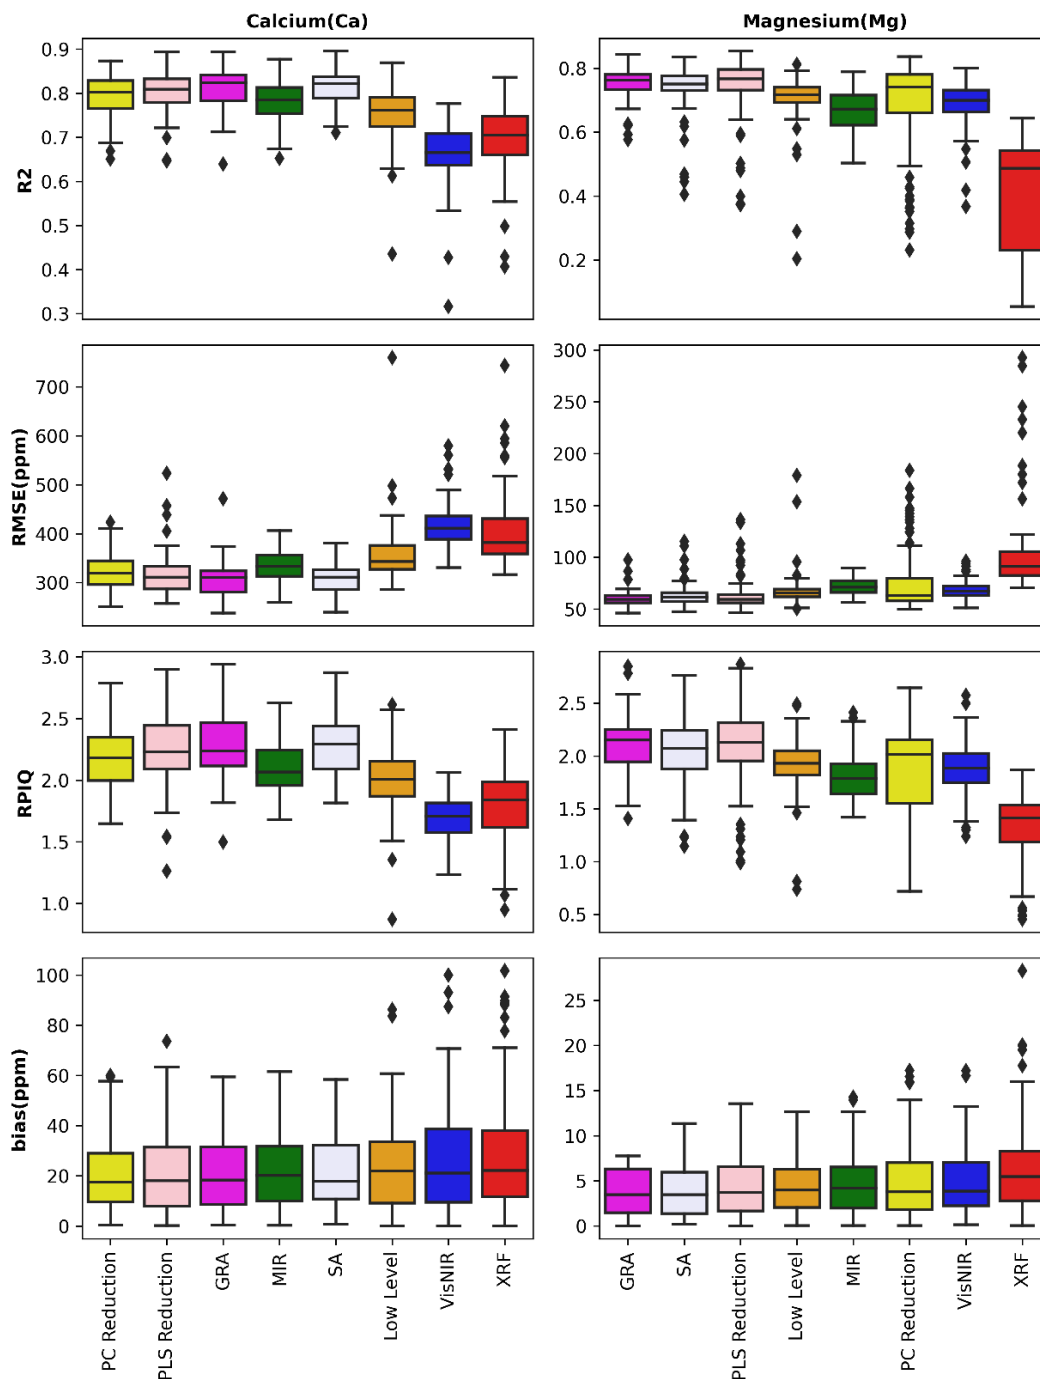 Calcium(Ca)
Magnesium(Mg)
R2
0.9
0.8
0.7
0.6
0.5
0.4
0.3
0.8
0.6
0.4
0.2
RMSE(ppm)
700
600
500
400
300
300
250
200
150
100
50
RPIQ
3.0
2.5
2.0
1.5
1.0
2.5
2.0
1.5
1.0
0.5
bias(ppm)
100
80
60
40
20
0
25
20
15
10
5
0
PC Reduction
PLS Reduction
GRA
MIR
SA
Low Level
VisNIR
XRF
GRA
SA
PLS Reduction
Low Level
MIR
PC Reduction
VisNIR
XRF